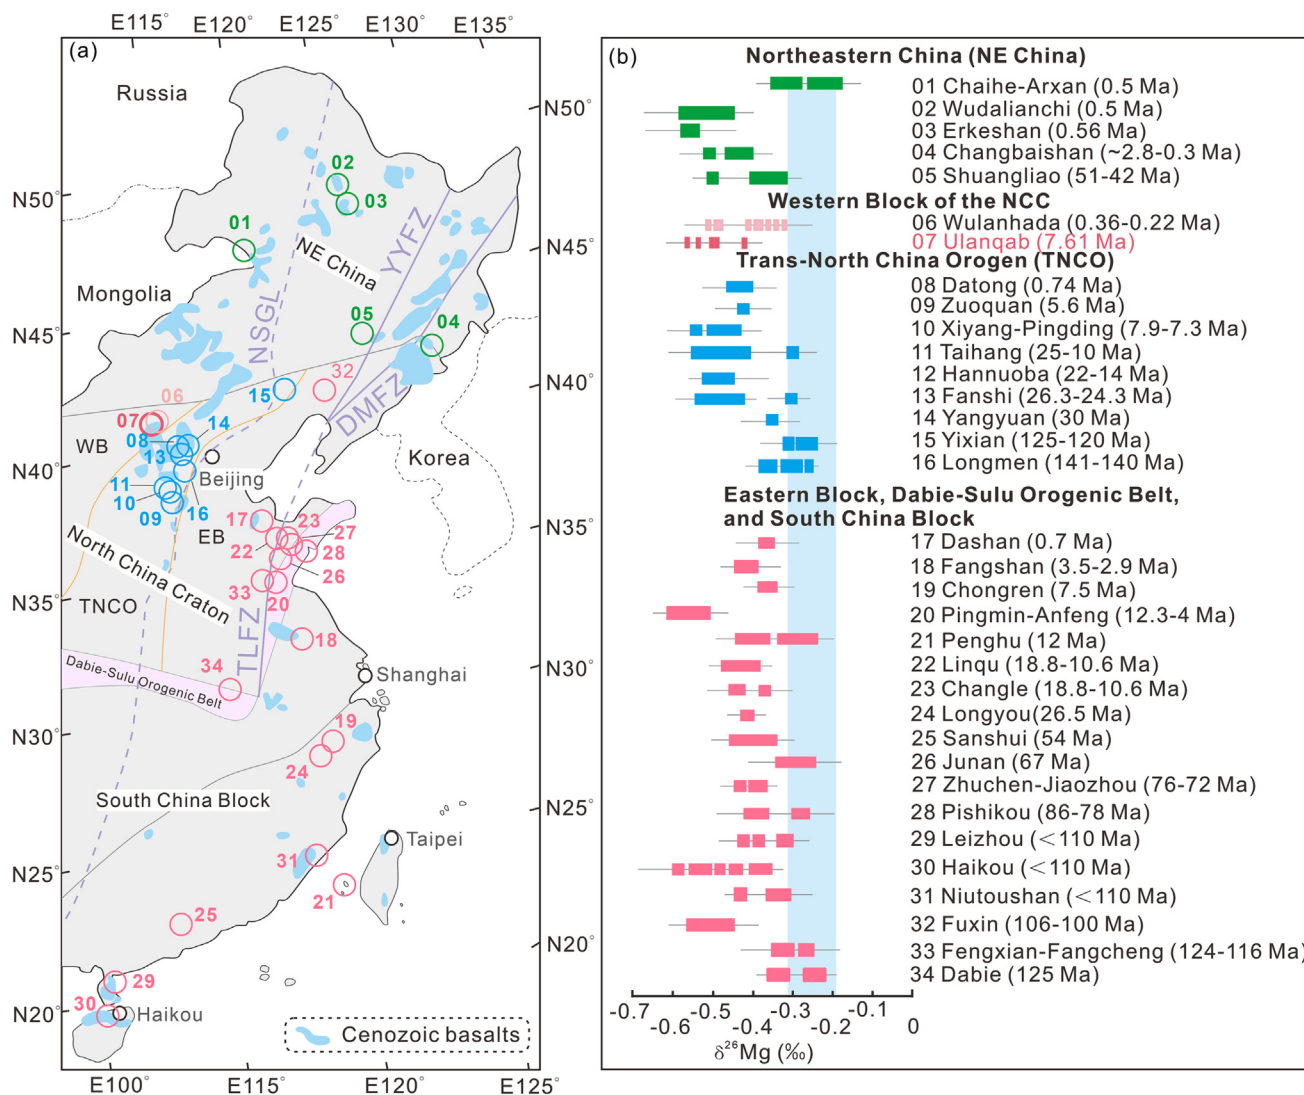 E115° E120° E125° E130° E135°
(a)
Russia
N50°
02
N50°
03
01
NE China
YYFZ
N45°
Mongolia
NSGL
05
04
N45°
32
15
N40°
DMFZ
06
07
14
08
WB
13
Korea
N40°
Beijing
11
10
16
09
17
23
N35°
EB
27
22
28
North China Craton
26
33
N35°
TNCO
20
TLFZ
18
34
N30°
Dabie-Sulu Orogenic Belt
Shanghai
19
N30°
24
South China Block
N25°
Taipei
31
N25°
21
25
N20°
29
30
N20°
Haikou
Cenozoic basalts
E100° E115° E120° E125°
(b)
Northeastern China (NE China)
01 Chaihe-Arxan (0.5 Ma)
02 Wudalianchi (0.5 Ma)
03 Erkeshan (0.56 Ma)
04 Changbaishan (~2.8-0.3 Ma)
05 Shuangliao (51-42 Ma)
Western Block of the NCC
06 Wulanhada (0.36-0.22 Ma)
07 Ulanqab (7.61 Ma)
Trans-North China Orogen (TNCO)
08 Datong (0.74 Ma)
09 Zuoquan (5.6 Ma)
10 Xiyang-Pingding (7.9-7.3 Ma)
11 Taihang (25-10 Ma)
12 Hannuoba (22-14 Ma)
13 Fanshi (26.3-24.3 Ma)
14 Yangyuan (30 Ma)
15 Yixian (125-120 Ma)
16 Longmen (141-140 Ma)
Eastern Block, Dabie-Sulu Orogenic Belt,
and South China Block
17 Dashan (0.7 Ma)
18 Fangshan (3.5-2.9 Ma)
19 Chongren (7.5 Ma)
20 Pingmin-Anfeng (12.3-4 Ma)
21 Penghu (12 Ma)
22 Linqu (18.8-10.6 Ma)
23 Changle (18.8-10.6 Ma)
24 Longyou(26.5 Ma)
25 Sanshui (54 Ma)
26 Junan (67 Ma)
27 Zhuchen-Jiaozhou (76-72 Ma)
28 Pishikou (86-78 Ma)
29 Leizhou (<110 Ma)
30 Haikou (<110 Ma)
31 Niutoushan (<110 Ma)
32 Fuxin (106-100 Ma)
33 Fengxian-Fangcheng (124-116 Ma)
34 Dabie (125 Ma)
-0.7 -0.6 -0.5 -0.4 -0.3 -0.2 -0.1 0
δ²⁶Mg (‰)